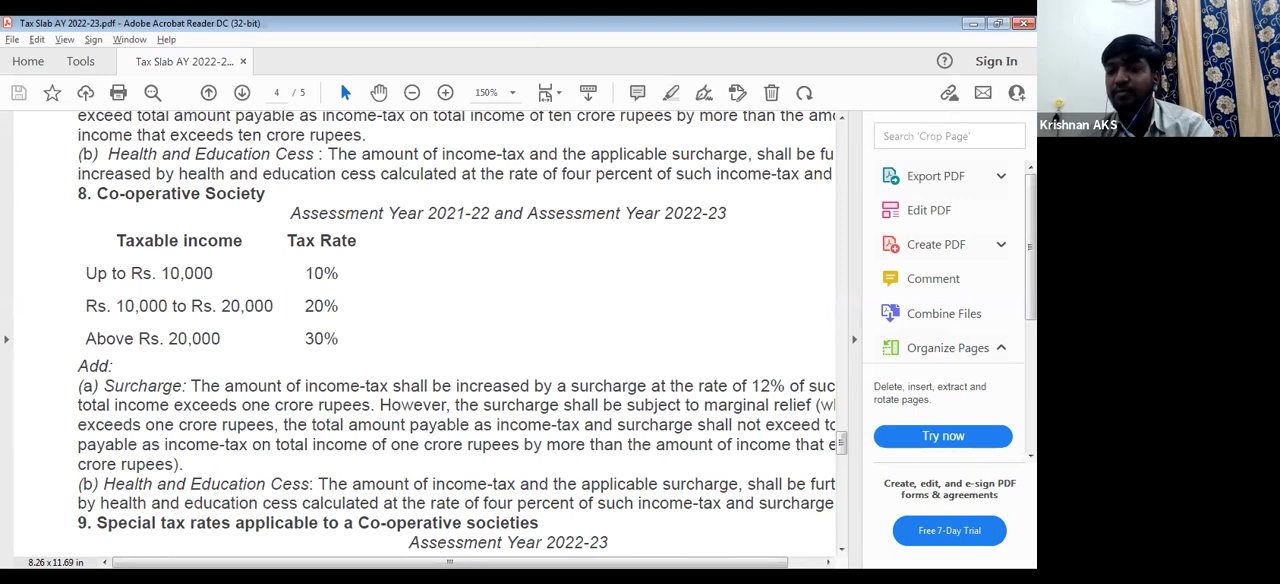 Tax Slab AY 2022-23.pdf - Adobe Acrobat Reader DC (32-bit)
File Edit View Sign Window Help
Home Tools Tax Slab AY 2022-2... × Sign In
4 / 5 150%
exceed total amount payable as income-tax on total income of ten crore rupees by more than the amo
income that exceeds ten crore rupees.
(b) Health and Education Cess : The amount of income-tax and the applicable surcharge, shall be fu
increased by health and education cess calculated at the rate of four percent of such income-tax and
8. Co-operative Society
Assessment Year 2021-22 and Assessment Year 2022-23
Taxable income Tax Rate
Up to Rs. 10,000 10%
Rs. 10,000 to Rs. 20,000 20%
Above Rs. 20,000 30%
Add:
(a) Surcharge: The amount of income-tax shall be increased by a surcharge at the rate of 12% of suc
total income exceeds one crore rupees. However, the surcharge shall be subject to marginal relief (wh
exceeds one crore rupees, the total amount payable as income-tax and surcharge shall not exceed to
payable as income-tax on total income of one crore rupees by more than the amount of income that e
crore rupees).
(b) Health and Education Cess: The amount of income-tax and the applicable surcharge, shall be furt
by health and education cess calculated at the rate of four percent of such income-tax and surcharge
9. Special tax rates applicable to a Co-operative societies
Assessment Year 2022-23
8.26 x 11.69 in
Search 'Crop Page'
Export PDF
Edit PDF
Create PDF
Comment
Combine Files
Organize Pages
Delete, insert, extract and
rotate pages.
Try now
Create, edit, and e-sign PDF
forms & agreements
Free 7-Day Trial
Krishnan AKS